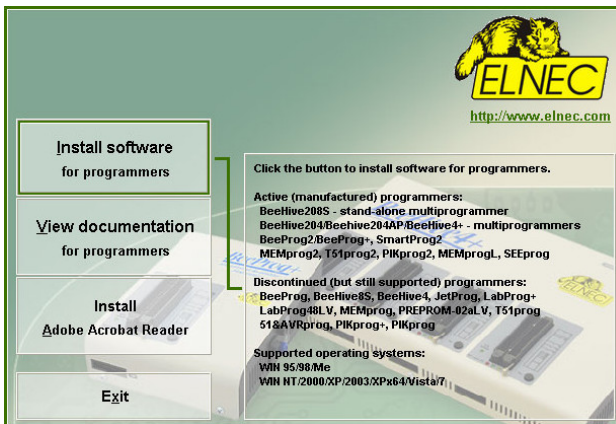 ELNEC
http://www.elnec.com
Install software
for programmers
View documentation
for programmers
Install
Adobe Acrobat Reader
Exit
Click the button to install software for programmers.
Active (manufactured) programmers:
BeeHive208S - stand-alone multiprogrammer
BeeHive204/Beehive204AP/BeeHive4+ - multiprogrammers
BeeProg2/BeeProg+, SmartProg2
MEMprog2, T51prog2, PIKprog2, MEMprogL, SEEprog
Discontinued (but still supported) programmers:
BeeProg, BeeHive8S, BeeHive4, JetProg, LabProg+
LabProg48LV, MEMprog, PREPROM-02aLV, T51prog
51&AVRprog, PIKprog+, PIKprog
Supported operating systems:
WIN 95/98/Me
WIN NT/2000/XP/2003/XPx64/Vista/7
BeeProg+